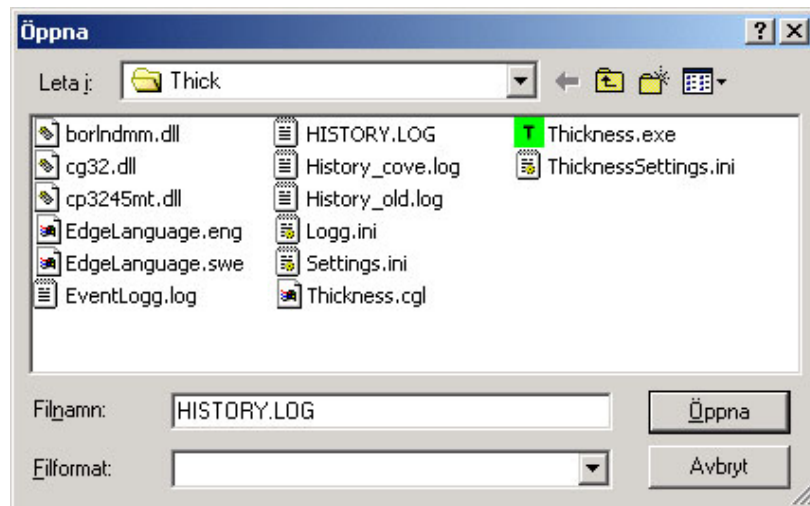 Öppna
Leta i: Thick
borlndmm.dll
cg32.dll
cp3245mt.dll
EdgeLanguage.eng
EdgeLanguage.swe
EventLogg.log
HISTORY.LOG
History_cove.log
History_old.log
Logg.ini
Settings.ini
Thickness.cgl
T Thickness.exe
ThicknessSettings.ini
Filnamn: HISTORY.LOG Öppna
Filformat: Avbryt